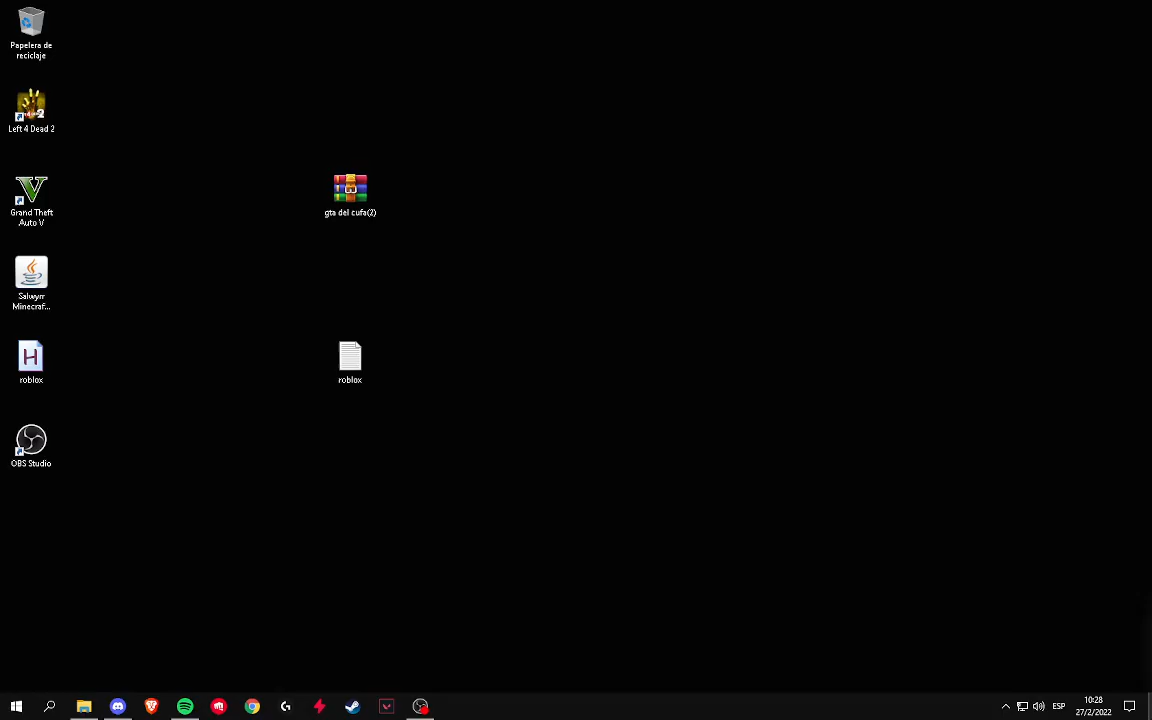 Papelera de
reciclaje
Left 4 Dead 2
Grand Theft
Auto V
gta del cufa(2)
Salwyrr
Minecraf...
roblox
roblox
OBS Studio
ESP
10:28
27/2/2022